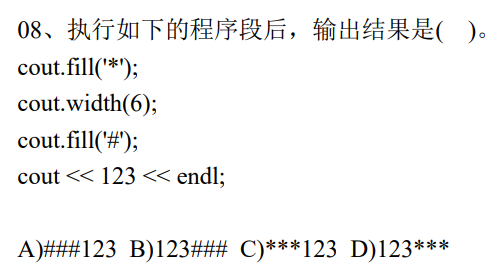 08、执行如下的程序段后，输出结果是(    )。
cout.fill('*');
cout.width(6);
cout.fill('#');
cout << 123 << endl;
A)###123  B)123###  C)***123  D)123***